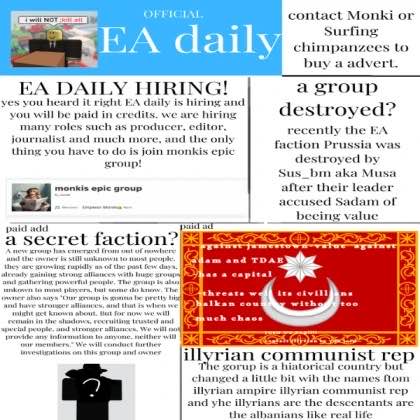 i will NOT ;kill all
OFFICIAL
EA daily
contact Monki or
Surfing
chimpanzees to
buy a advert.
EA DAILY HIRING!
yes you heard it right EA daily is hiring and
you will be paid in credits. we are hiring
many roles such as producer, editor,
journalist and much more, and the only
thing you have to do is join monkis epic
group!
monkis epic group
a group
destroyed?
recently the EA
faction Prussia was
destroyed by
Sus_bm aka Musa
after their leader
accused Sadam of
beeing value
paid add
a secret faction?
A new group has emerged from out of nowhere
and the owner is still unknown to most people,
they are growing rapidly as of the past few days,
already gaining strong alliances with huge groups
and gathering powerful people. The group is also
unkown to most players, but some do know. The
owner also says "Our group is gonna be pretty big
and have stronger alliances, and that is when we
might get known about. But for now we will
remain in the shadows, recruiting trusted and
special people, and stronger alliances. We will not
provide any information to anyone, neither will
our members." We will conduct further
investigations on this group and owner
?
paid ad
against jamestown value against
adam and TDAE
has a capital
threats well its civilians
balkan country without too
much chaos
illyrian communist rep
The gorup is a hiatorical country but
changed a little bit wih the names ftom
illyrian ampire illyrian communist rep
and yhe illyrians are the descentants are
the albanians like real life